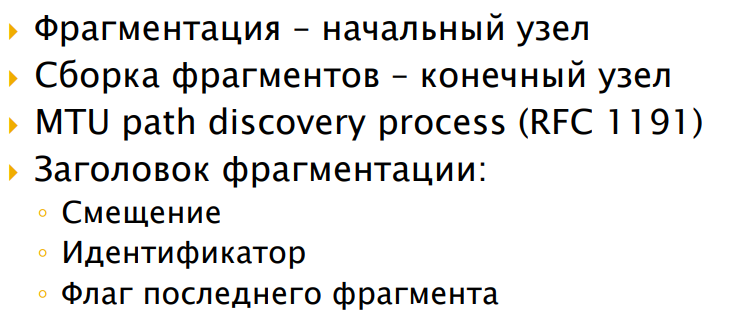 Фрагментация – начальный узел
Сборка фрагментов – конечный узел
MTU path discovery process (RFC 1191)
Заголовок фрагментации:
Смещение
Идентификатор
Флаг последнего фрагмента